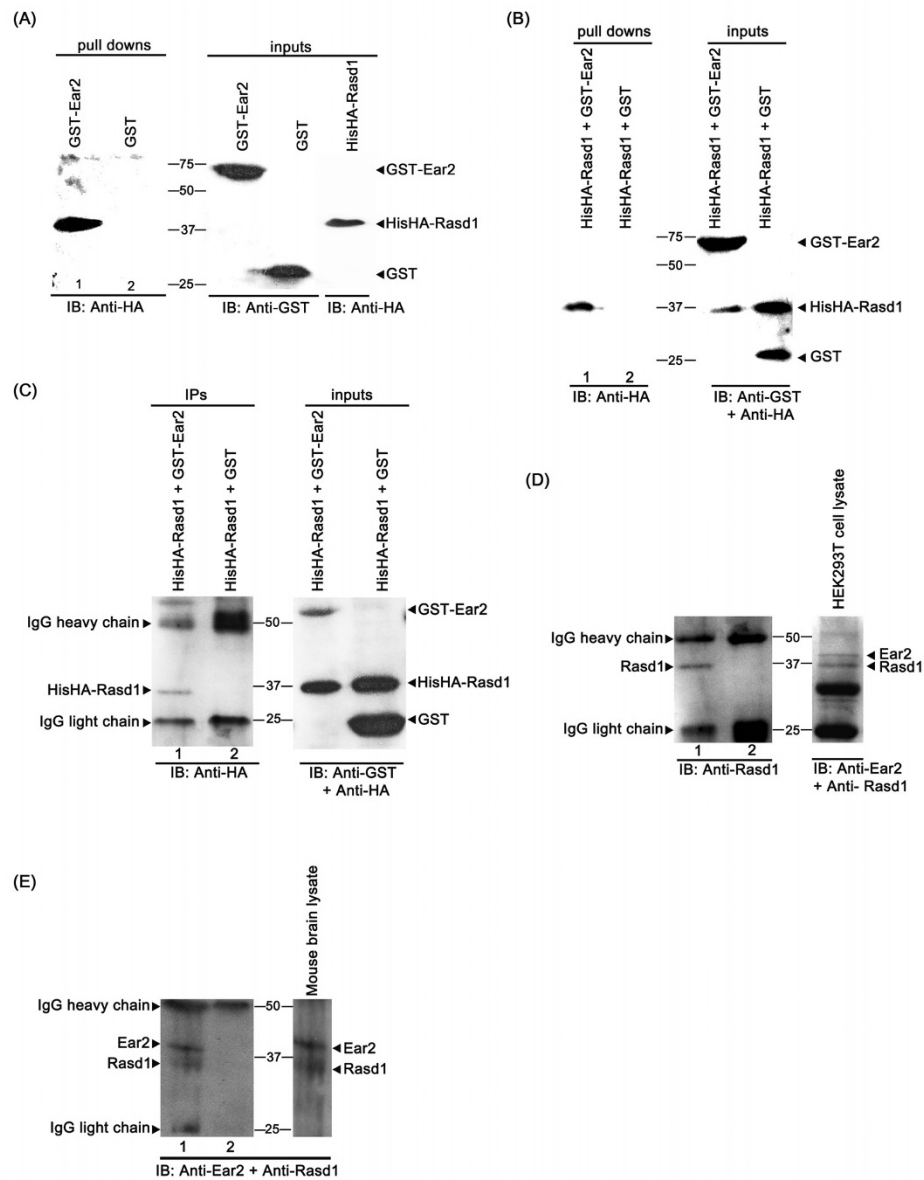 (A)
pull downs
inputs
GST-Ear2
GST
GST-Ear2
GST
HisHA-Rasd1
75
50
37
25
GST-Ear2
HisHA-Rasd1
GST
1 2
IB: Anti-HA
IB: Anti-GST
IB: Anti-HA
(B)
pull downs
inputs
HisHA-Rasd1 + GST-Ear2
HisHA-Rasd1 + GST
HisHA-Rasd1 + GST-Ear2
HisHA-Rasd1 + GST
75
50
37
25
GST-Ear2
HisHA-Rasd1
GST
1 2
IB: Anti-HA
IB: Anti-GST
+ Anti-HA
(C)
IPs
inputs
HisHA-Rasd1 + GST-Ear2
HisHA-Rasd1 + GST
HisHA-Rasd1 + GST-Ear2
HisHA-Rasd1 + GST
IgG heavy chain
HisHA-Rasd1
IgG light chain
50
37
25
GST-Ear2
HisHA-Rasd1
GST
1 2
IB: Anti-HA
IB: Anti-GST
+ Anti-HA
(D)
HEK293T cell lysate
IgG heavy chain
Rasd1
IgG light chain
50
37
25
Ear2
Rasd1
1 2
IB: Anti-Rasd1
IB: Anti-Ear2
+ Anti- Rasd1
(E)
Mouse brain lysate
IgG heavy chain
Ear2
Rasd1
IgG light chain
50
37
25
Ear2
Rasd1
1 2
IB: Anti-Ear2 + Anti-Rasd1